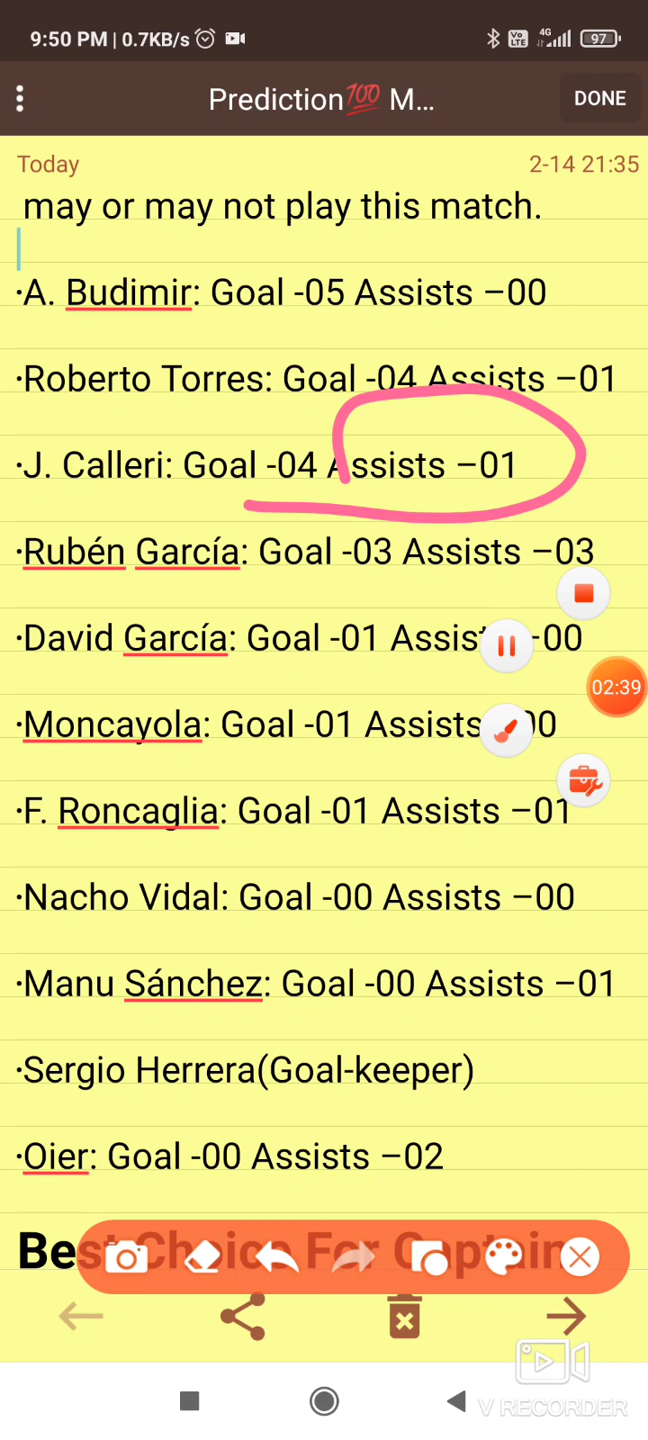 9:50 PM | 0.7KB/s 4G Vo LTE 97
Prediction💯 M... DONE
Today 2-14 21:35
may or may not play this match.
·A. Budimir: Goal -05 Assists –00
·Roberto Torres: Goal -04 Assists –01
·J. Calleri: Goal -04 Assists –01
·Rubén García: Goal -03 Assists –03
·David García: Goal -01 Assists -00
·Moncayola: Goal -01 Assists 00
·F. Roncaglia: Goal -01 Assists –01
·Nacho Vidal: Goal -00 Assists –00
·Manu Sánchez: Goal -00 Assists –01
·Sergio Herrera(Goal-keeper)
·Oier: Goal -00 Assists –02
Best Choice For Captain
02:39
V RECORDER